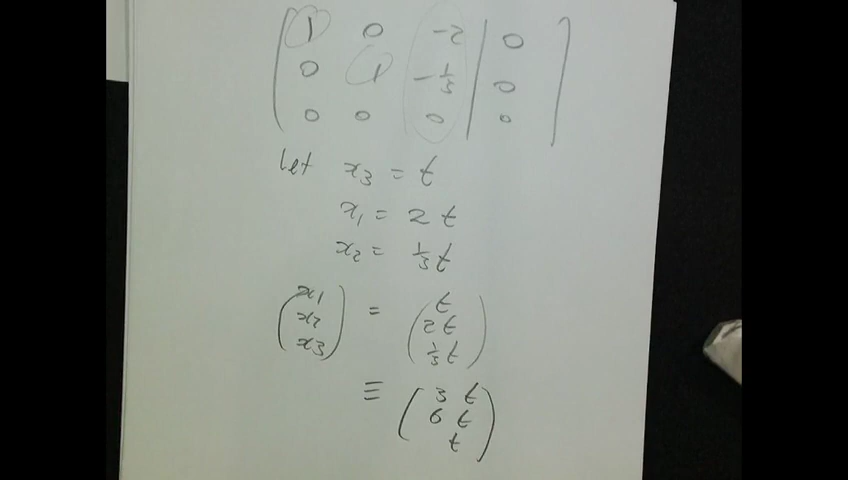 1 0 -2 | 0
0 1 -1/3 | 0
0 0 0 | 0
let x3 = t
x1 = 2t
x2 = 1/3 t
(x1 x2 x3) = (t 2t 1/3 t)
≡ (3t 6t t)